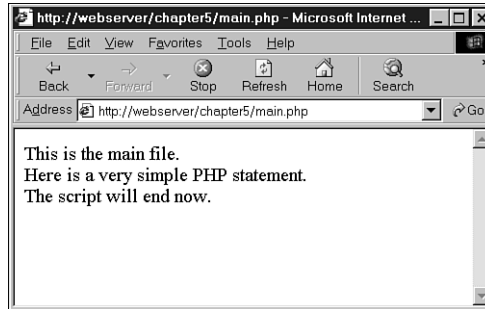 http://webserver/chapter5/main.php - Microsoft Internet ...
File Edit View Favorites Tools Help
Back Forward Stop Refresh Home Search
Address http://webserver/chapter5/main.php Go
This is the main file.
Here is a very simple PHP statement.
The script will end now.